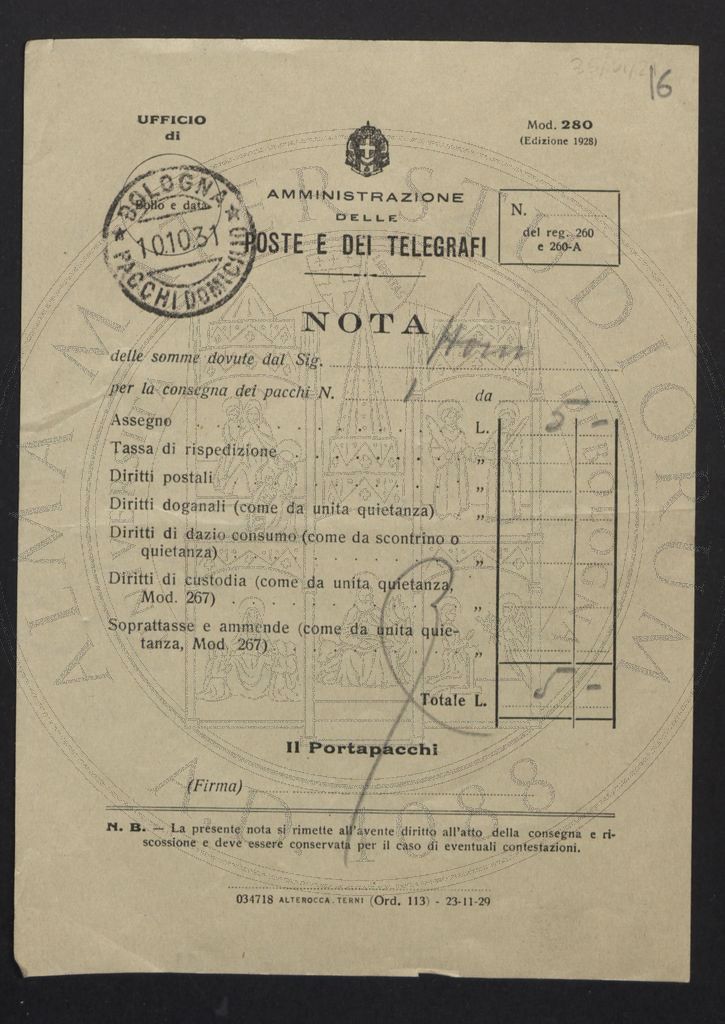 16
UFFICIO
di
Mod. 280
(Edizione 1928)
BOLOGNA
Bollo e data
10.10.31
PACCHI DOMICILIO
AMMINISTRAZIONE
DELLE
POSTE E DEI TELEGRAFI
N.
del reg. 260
e 260-A
NOTA
delle somme dovute dal Sig.
per la consegna dei pacchi N. 1 da
Assegno L. 5 -
Tassa di rispedizione „
Diritti postali „
Diritti doganali (come da unita quietanza) „
Diritti di dazio consumo (come da scontrino o
quietanza) „
Diritti di custodia (come da unita quietanza,
Mod. 267) „
Soprattasse e ammende (come da unita quie-
tanza, Mod. 267) „
Totale L. 5 -
Il Portapacchi
(Firma)
N. B. — La presente nota si rimette all'avente diritto all'atto della consegna e ri-
scossione e deve essere conservata per il caso di eventuali contestazioni.
034718 ALTEROCCA. TERNI (Ord. 113) - 23-11-29
ALMA MATER STUDIORUM
A.D. 1088